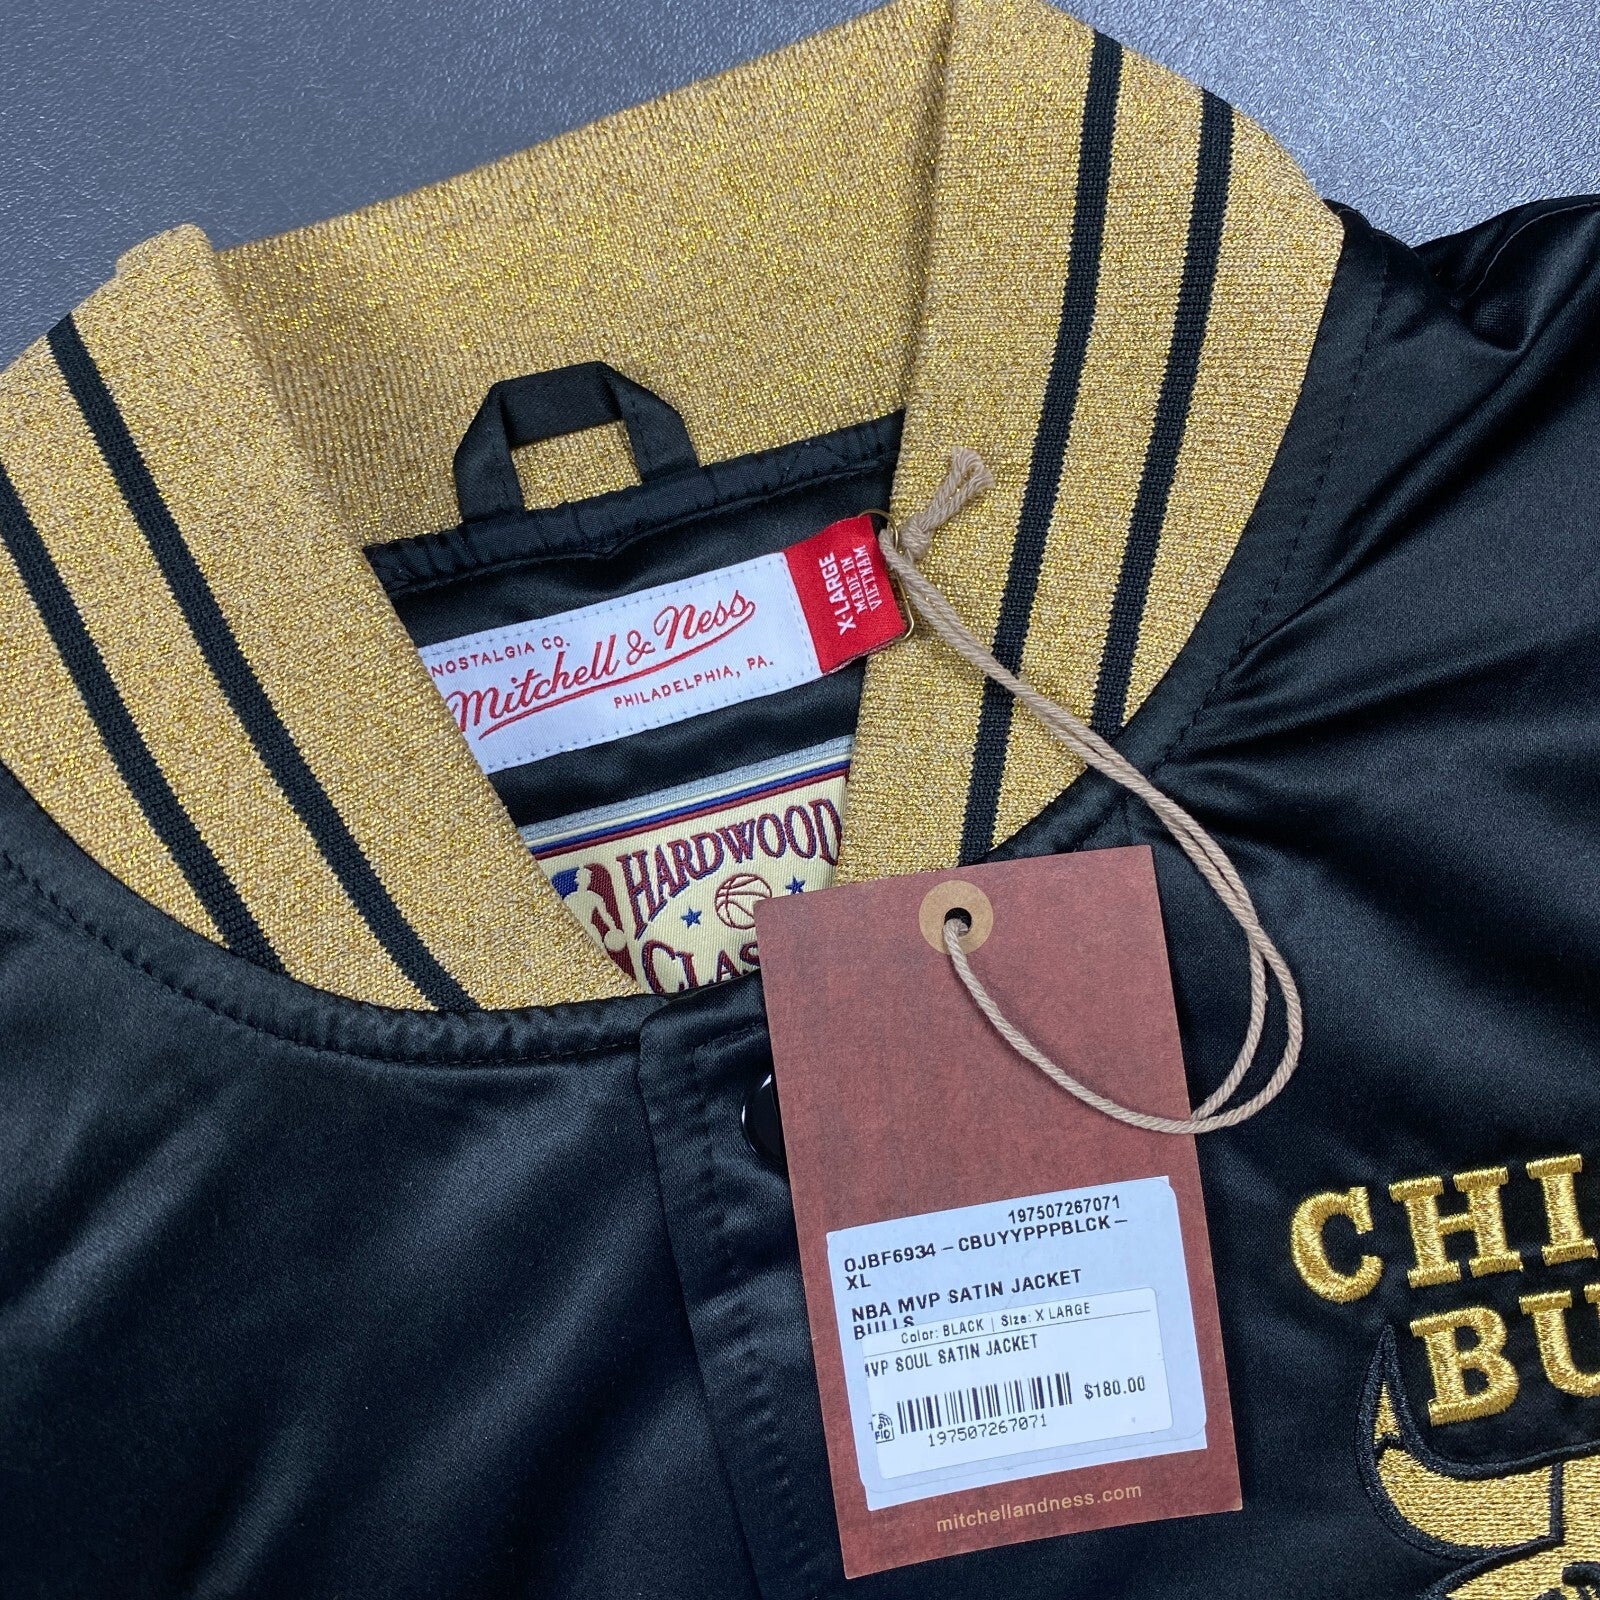 NOSTALGIA CO.
Mitchell & Ness
PHILADELPHIA, PA.
X-LARGE
MADE IN
VIETNAM
HARDWOOD
CLAS
197507267071
OJBF6934-CBUYYPPPBLCK-
XL
NBA MVP SATIN JACKET
BULLS
Color: BLACK | Size: X LARGE
MVP SOUL SATIN JACKET
$180.00
197507267071
mitchellandness.com
CHI
BU